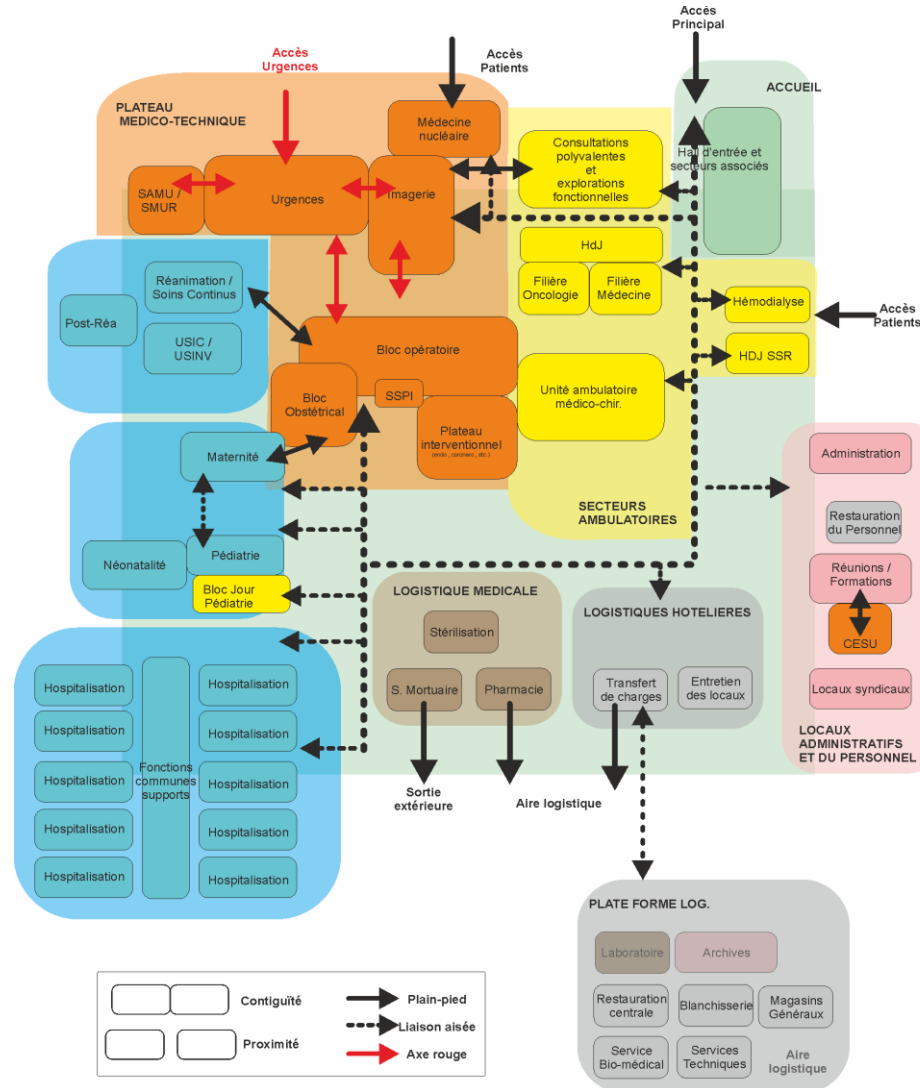 Accés
Principal
Accès
Urgences
Accès
Patients
ACCUEIL
PLATEAU
MEDICO-TECHNIQUE
Médecine
nucléaire
Consultations
polyvalentes
et
explorations
fonctionnelles
Hall d'entrée et
secteurs associés
SAMU /
SMUR
Urgences
Imagerie
HdJ
Filière
Oncologie
Filière
Médecine
Réanimation /
Soins Continus
Post-Réa
USIC /
USINV
Hémodialyse
Accès
Patients
HDJ SSR
Bloc opératoire
Bloc
Obstétrical
SSPI
Unité ambulatoire
médico-chir.
Plateau
interventionnel
(endo., coronaro., etc.)
Maternité
Administration
SECTEURS
AMBULATOIRES
Restauration
du Personnel
Néonatalité
Pédiatrie
Bloc Jour
Pédiatrie
Réunions /
Formations
CESU
LOGISTIQUE MEDICALE
LOGISTIQUES HOTELIERES
Stérilisation
S. Mortuaire
Pharmacie
Transfert
de charges
Entretien
des locaux
Locaux syndicaux
LOCAUX
ADMINISTRATIFS
ET DU PERSONNEL
Hospitalisation
Hospitalisation
Hospitalisation
Hospitalisation
Fonctions
communes
supports
Hospitalisation
Hospitalisation
Hospitalisation
Hospitalisation
Hospitalisation
Hospitalisation
Sortie
extérieure
Aire logistique
PLATE FORME LOG.
Laboratoire
Archives
Restauration
centrale
Blanchisserie
Magasins
Généraux
Service
Bio-médical
Services
Techniques
Aire
logistique
Contiguïté
Proximité
Plain-pied
Liaison aisée
Axe rouge